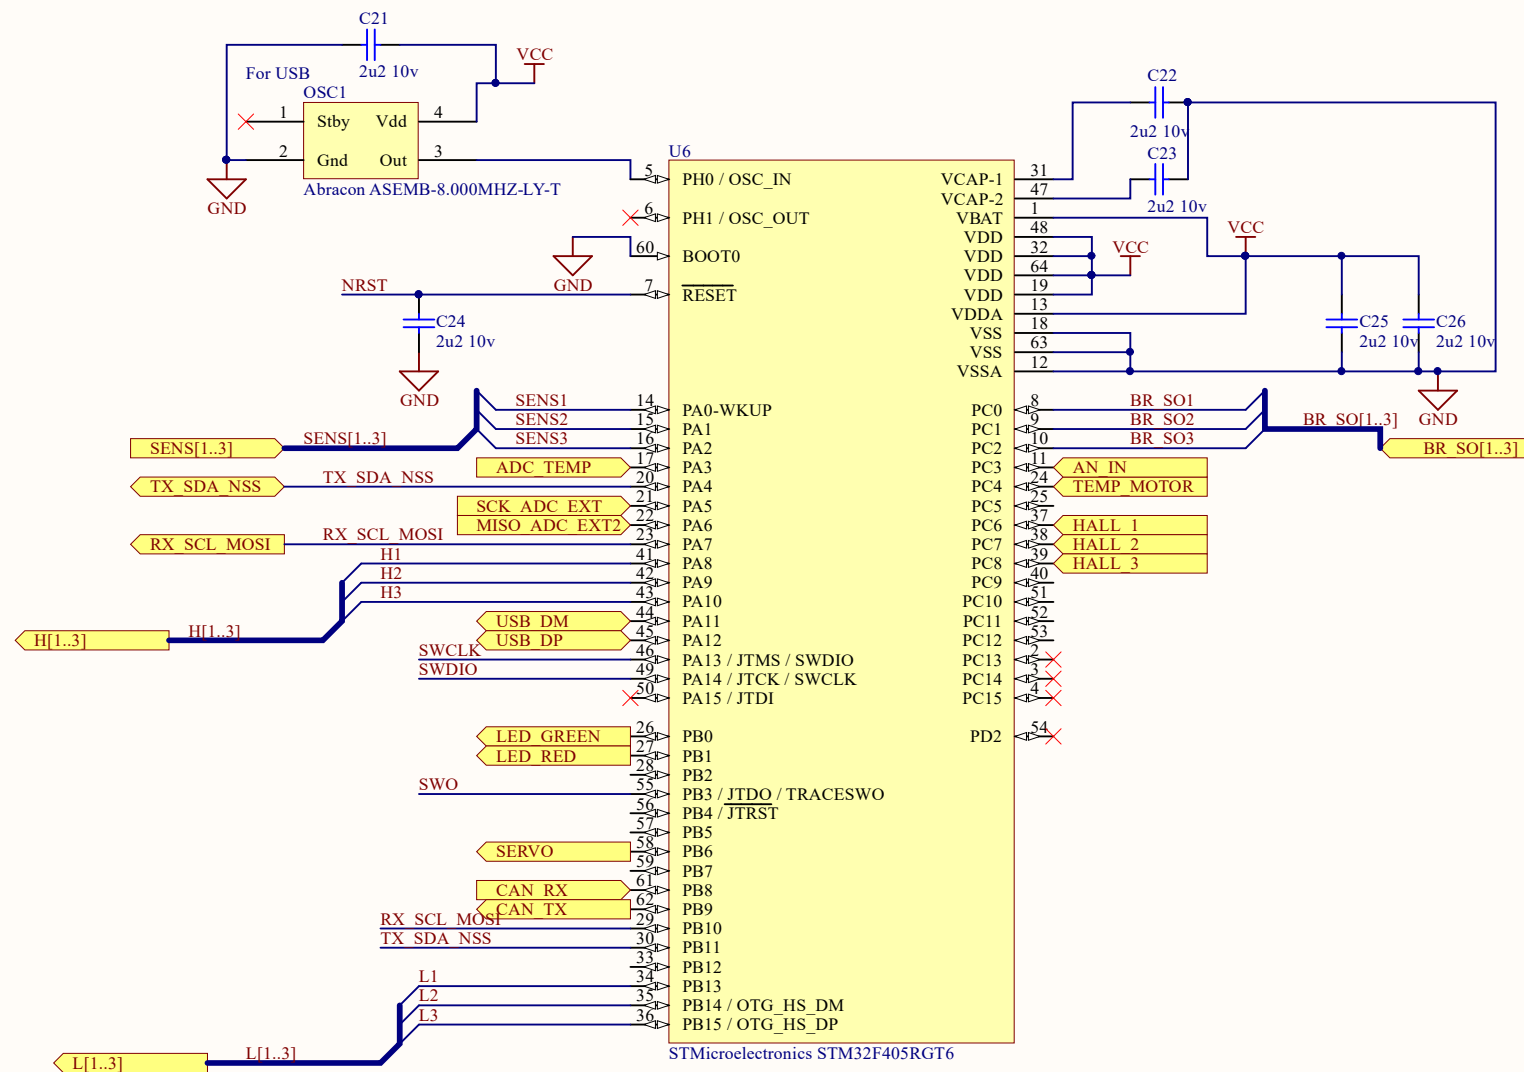 C21
2u2 10v
VCC
For USB
OSC1
1 Stby Vdd 4
2 Gnd Out 3
Abracon ASEMB-8.000MHZ-LY-T
GND
C22
2u2 10v
C23
2u2 10v
U6
5 PH0 / OSC_IN
6 PH1 / OSC_OUT
60 BOOT0
GND
NRST 7 RESET
C24
2u2 10v
GND
VCAP-1 31
VCAP-2 47
VBAT 1
VDD 48
VDD 32
VDD 64
VDD 19
VDDA 13
VSS 18
VSS 63
VSSA 12
VCC
VCC
C25
2u2 10v
C26
2u2 10v
GND
SENS[1..3] SENS[1..3]
SENS1 14 PA0-WKUP
SENS2 15 PA1
SENS3 16 PA2
ADC_TEMP 17 PA3
TX_SDA_NSS TX_SDA_NSS 20 PA4
SCK_ADC_EXT 21 PA5
MISO_ADC_EXT2 22 PA6
RX_SCL_MOSI RX_SCL_MOSI 23 PA7
H1 41 PA8
H2 42 PA9
H3 43 PA10
H[1..3] H[1..3]
USB_DM 44 PA11
USB_DP 45 PA12
SWCLK 46 PA13 / JTMS / SWDIO
SWDIO 49 PA14 / JTCK / SWCLK
50 PA15 / JTDI
PC0 8 BR_SO1
PC1 9 BR_SO2
PC2 10 BR_SO3
BR_SO[1..3] BR_SO[1..3]
PC3 11 AN_IN
PC4 24 TEMP_MOTOR
PC5 25
PC6 37 HALL_1
PC7 38 HALL_2
PC8 39 HALL_3
PC9 40
PC10 51
PC11 52
PC12 53
PC13 2
PC14 3
PC15 4
PD2 54
LED_GREEN 26 PB0
LED_RED 27 PB1
28 PB2
SWO 55 PB3 / JTDO / TRACESWO
56 PB4 / JTRST
57 PB5
SERVO 58 PB6
59 PB7
CAN_RX 61 PB8
CAN_TX 62 PB9
RX_SCL_MOSI 29 PB10
TX_SDA_NSS 30 PB11
33 PB12
L1 34 PB13
L2 35 PB14 / OTG_HS_DM
L3 36 PB15 / OTG_HS_DP
L[1..3] L[1..3]
STMicroelectronics STM32F405RGT6